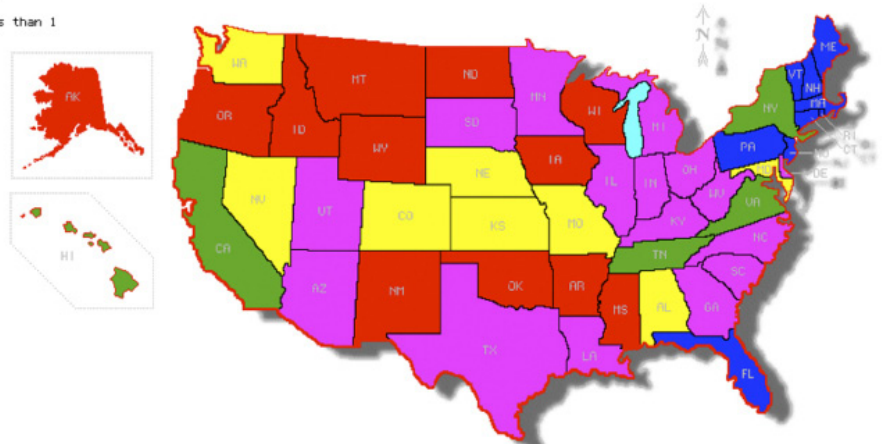 s than 1
N
ME
WA
VT
MT
ND
NH
AK
MN
MA
NY
OR
WI
MI
RI
ID
SD
CT
PA
WY
IA
OH
NE
DE
IL
IN
WV
NV
UT
VA
CO
MO
KS
KY
NC
CA
TN
HI
SC
AZ
NM
OK
AR
MS
AL
GA
TX
LA
FL